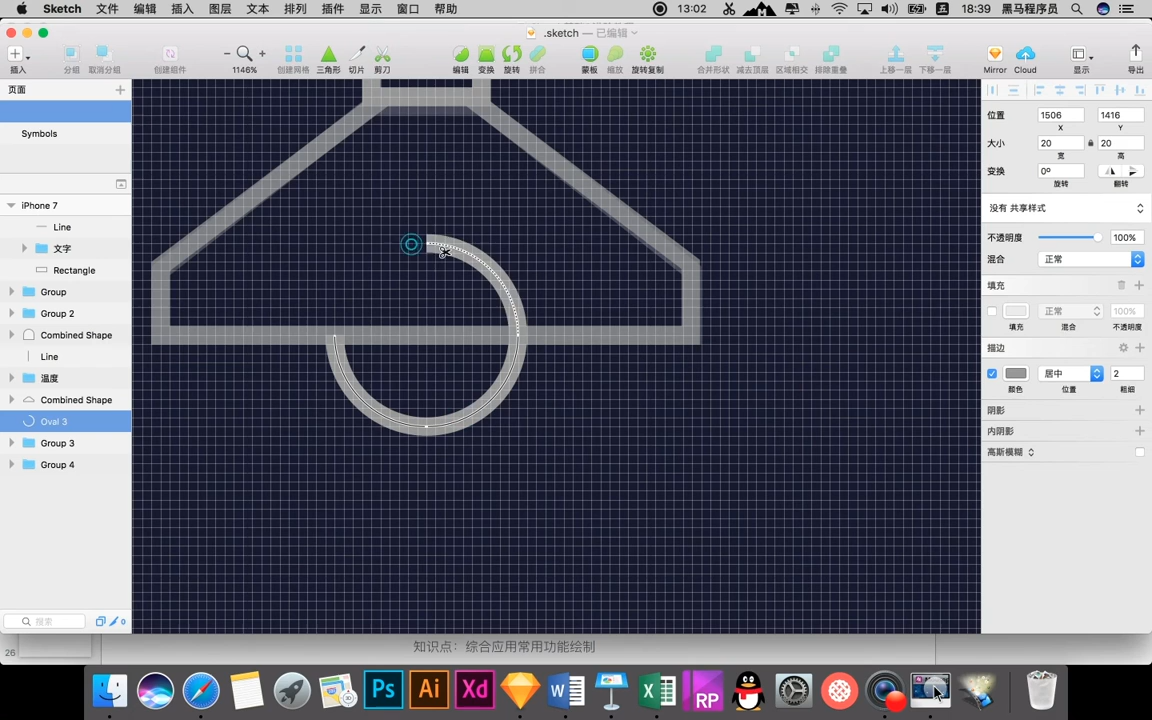 Sketch 文件 编辑 插入 图层 文本 排列 插件 显示 窗口 帮助 13:02 18:39 黑马程序员
.sketch — 已编辑
插入 分组 取消分组 创建组件 1146% 创建网格 三角形 切片 剪刀 编辑 变换 旋转 拼合 蒙板 缩放 旋转复制 合并形状 减去顶层 区域相交 排除重叠 上移一层 下移一层 Mirror Cloud 显示 导出
页面
Symbols
iPhone 7
Line
文字
Rectangle
Group
Group 2
Combined Shape
Line
温度
Combined Shape
Oval 3
Group 3
Group 4
搜索 0
位置 1506 1416
X Y
大小 20 20
宽 高
变换 0º
旋转 翻转
没有 共享样式
不透明度 100%
混合 正常
填充
正常 100%
填充 混合 不透明度
描边
居中 2
颜色 位置 粗细
阴影
内阴影
高斯模糊
26 知识点：综合应用常用功能绘制
Ps Ai Xd RP